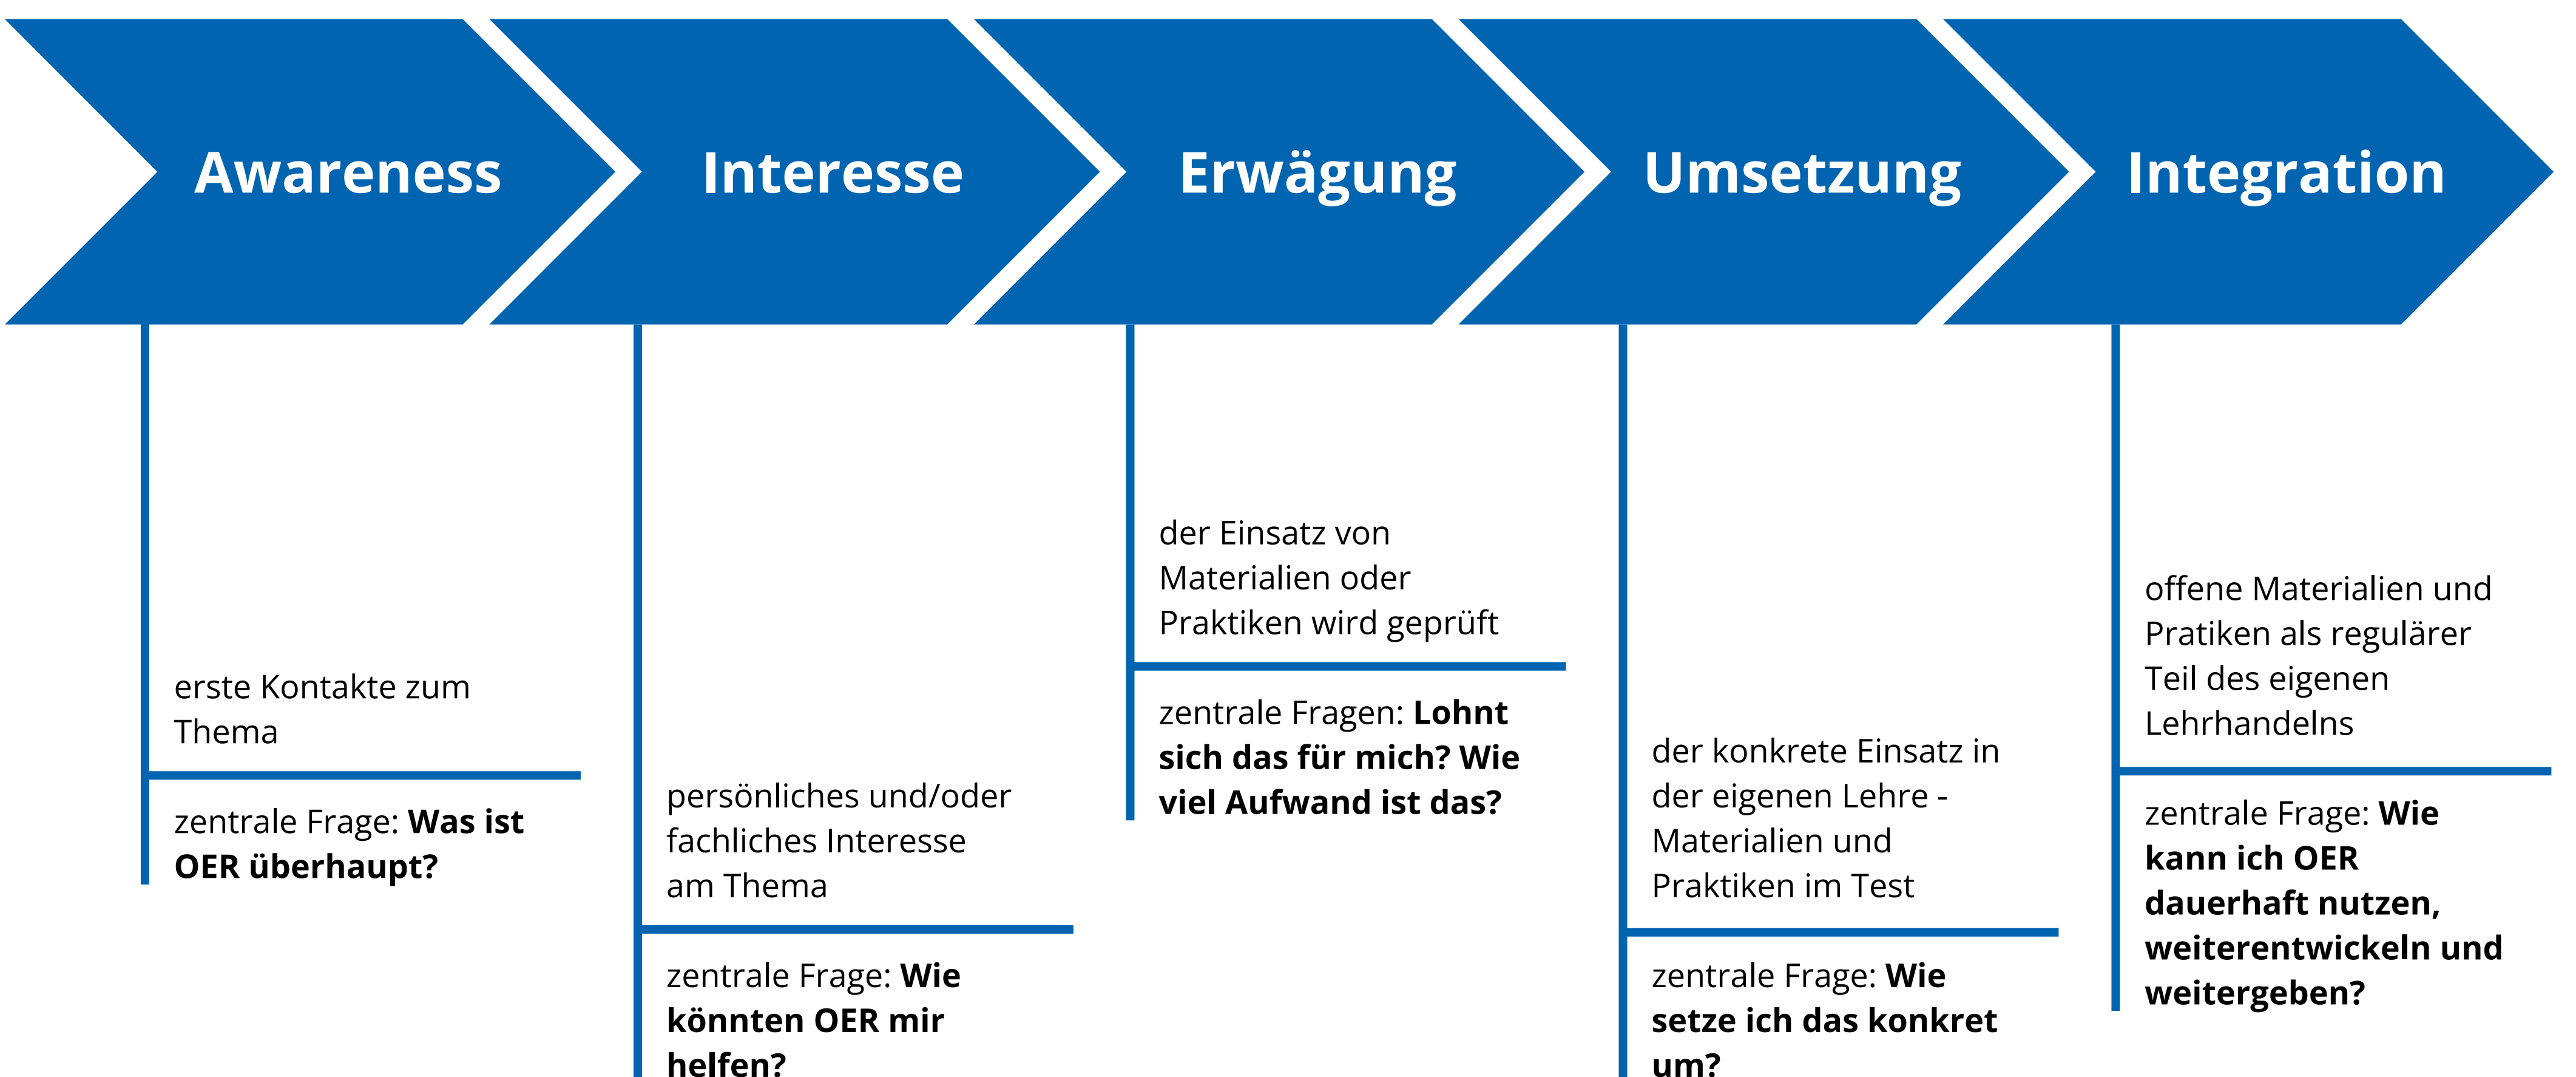 Awareness
Interesse
Erwägung
Umsetzung
Integration
erste Kontakte zum
Thema
zentrale Frage: Was ist
OER überhaupt?
persönliches und/oder
fachliches Interesse
am Thema
zentrale Frage: Wie
könnten OER mir
helfen?
der Einsatz von
Materialien oder
Praktiken wird geprüft
zentrale Fragen: Lohnt
sich das für mich? Wie
viel Aufwand ist das?
der konkrete Einsatz in
der eigenen Lehre -
Materialien und
Praktiken im Test
zentrale Frage: Wie
setze ich das konkret
um?
offene Materialien und
Pratiken als regulärer
Teil des eigenen
Lehrhandelns
zentrale Frage: Wie
kann ich OER
dauerhaft nutzen,
weiterentwickeln und
weitergeben?